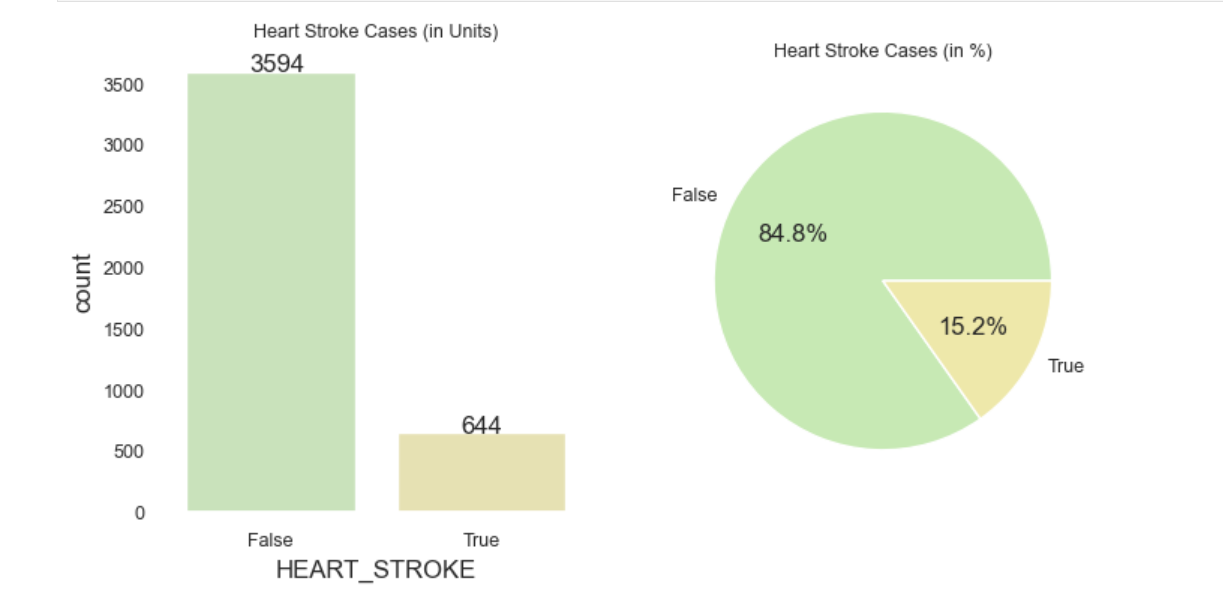 Heart Stroke Cases (in Units)
3594
3500
3000
2500
2000
1500
1000
500
0
count
644
False
True
HEART_STROKE
Heart Stroke Cases (in %)
False
84.8%
15.2%
True